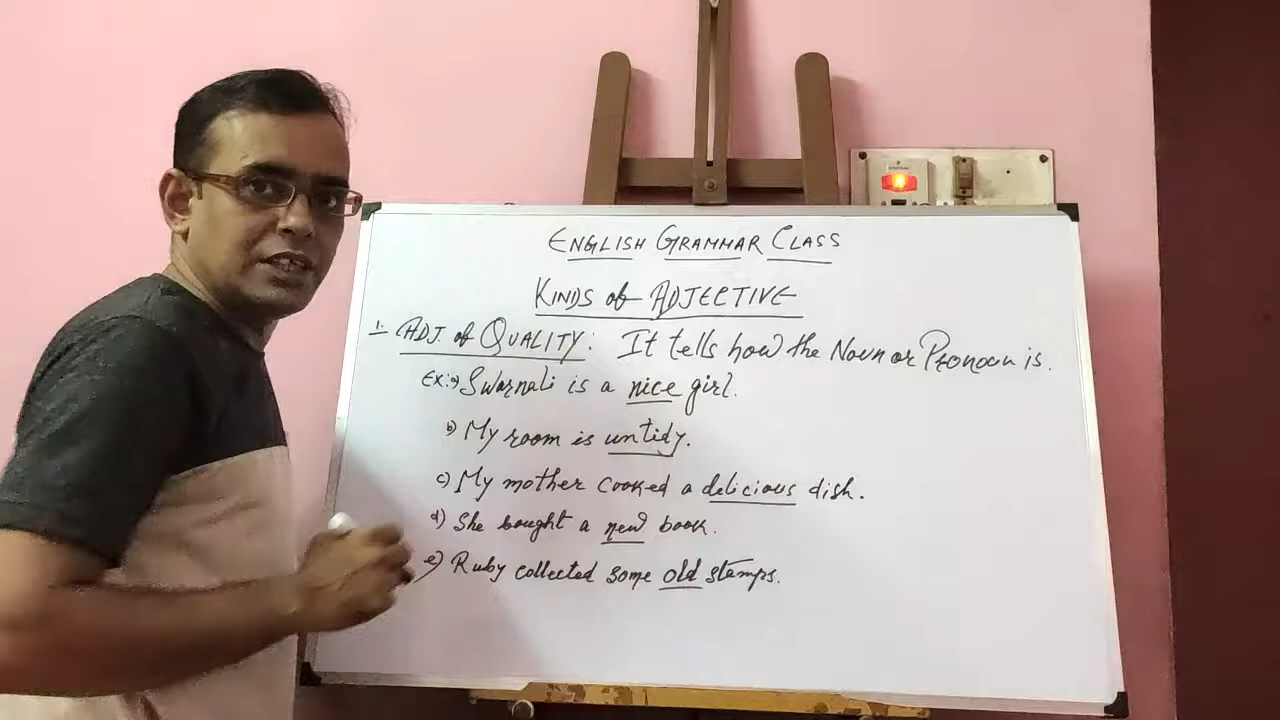 ENGLISH GRAMMAR CLASS
KINDS of ADJECTIVE
1. ADJ. of QUALITY: It tells how the Noun or Pronoun is.
Ex:a) Swarnali is a nice girl.
b) My room is untidy.
c) My mother cooked a delicious dish.
d) She bought a new book.
e) Ruby collected some old stamps.